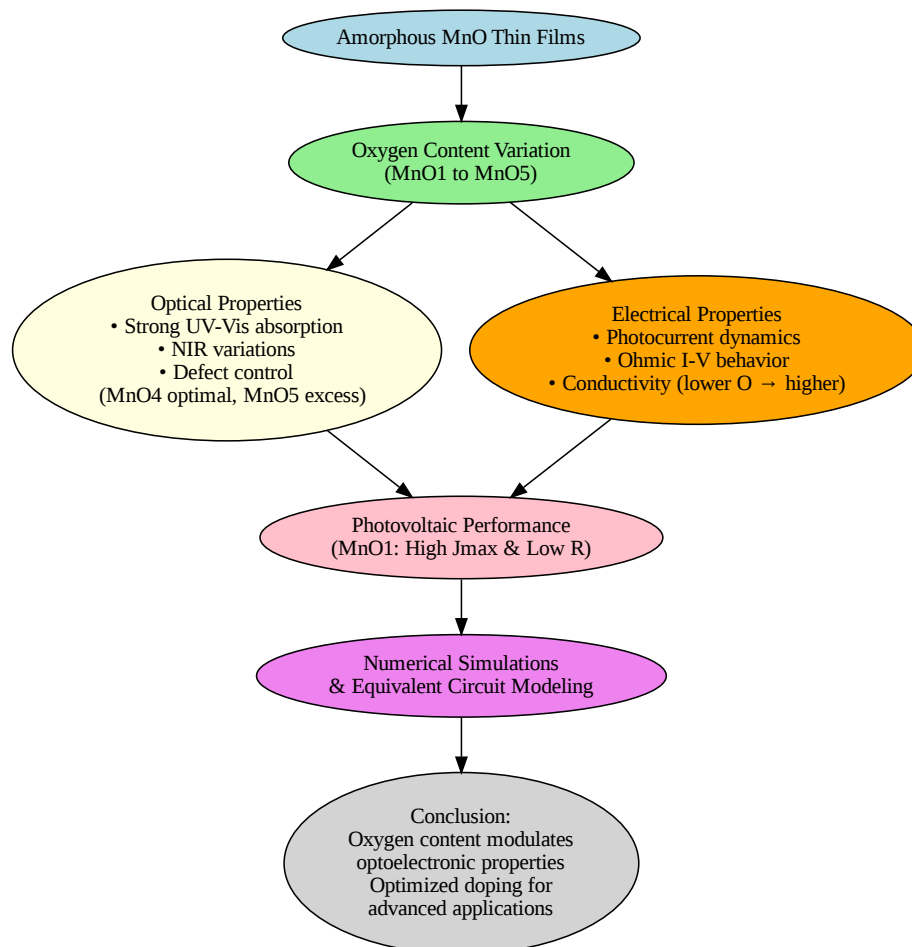 Amorphous MnO Thin Films
Oxygen Content Variation
(MnO1 to MnO5)
Optical Properties
• Strong UV-Vis absorption
• NIR variations
• Defect control
(MnO4 optimal, MnO5 excess)
Electrical Properties
• Photocurrent dynamics
• Ohmic I-V behavior
• Conductivity (lower O → higher)
Photovoltaic Performance
(MnO1: High Jmax & Low R)
Numerical Simulations
& Equivalent Circuit Modeling
Conclusion:
Oxygen content modulates
optoelectronic properties
Optimized doping for
advanced applications